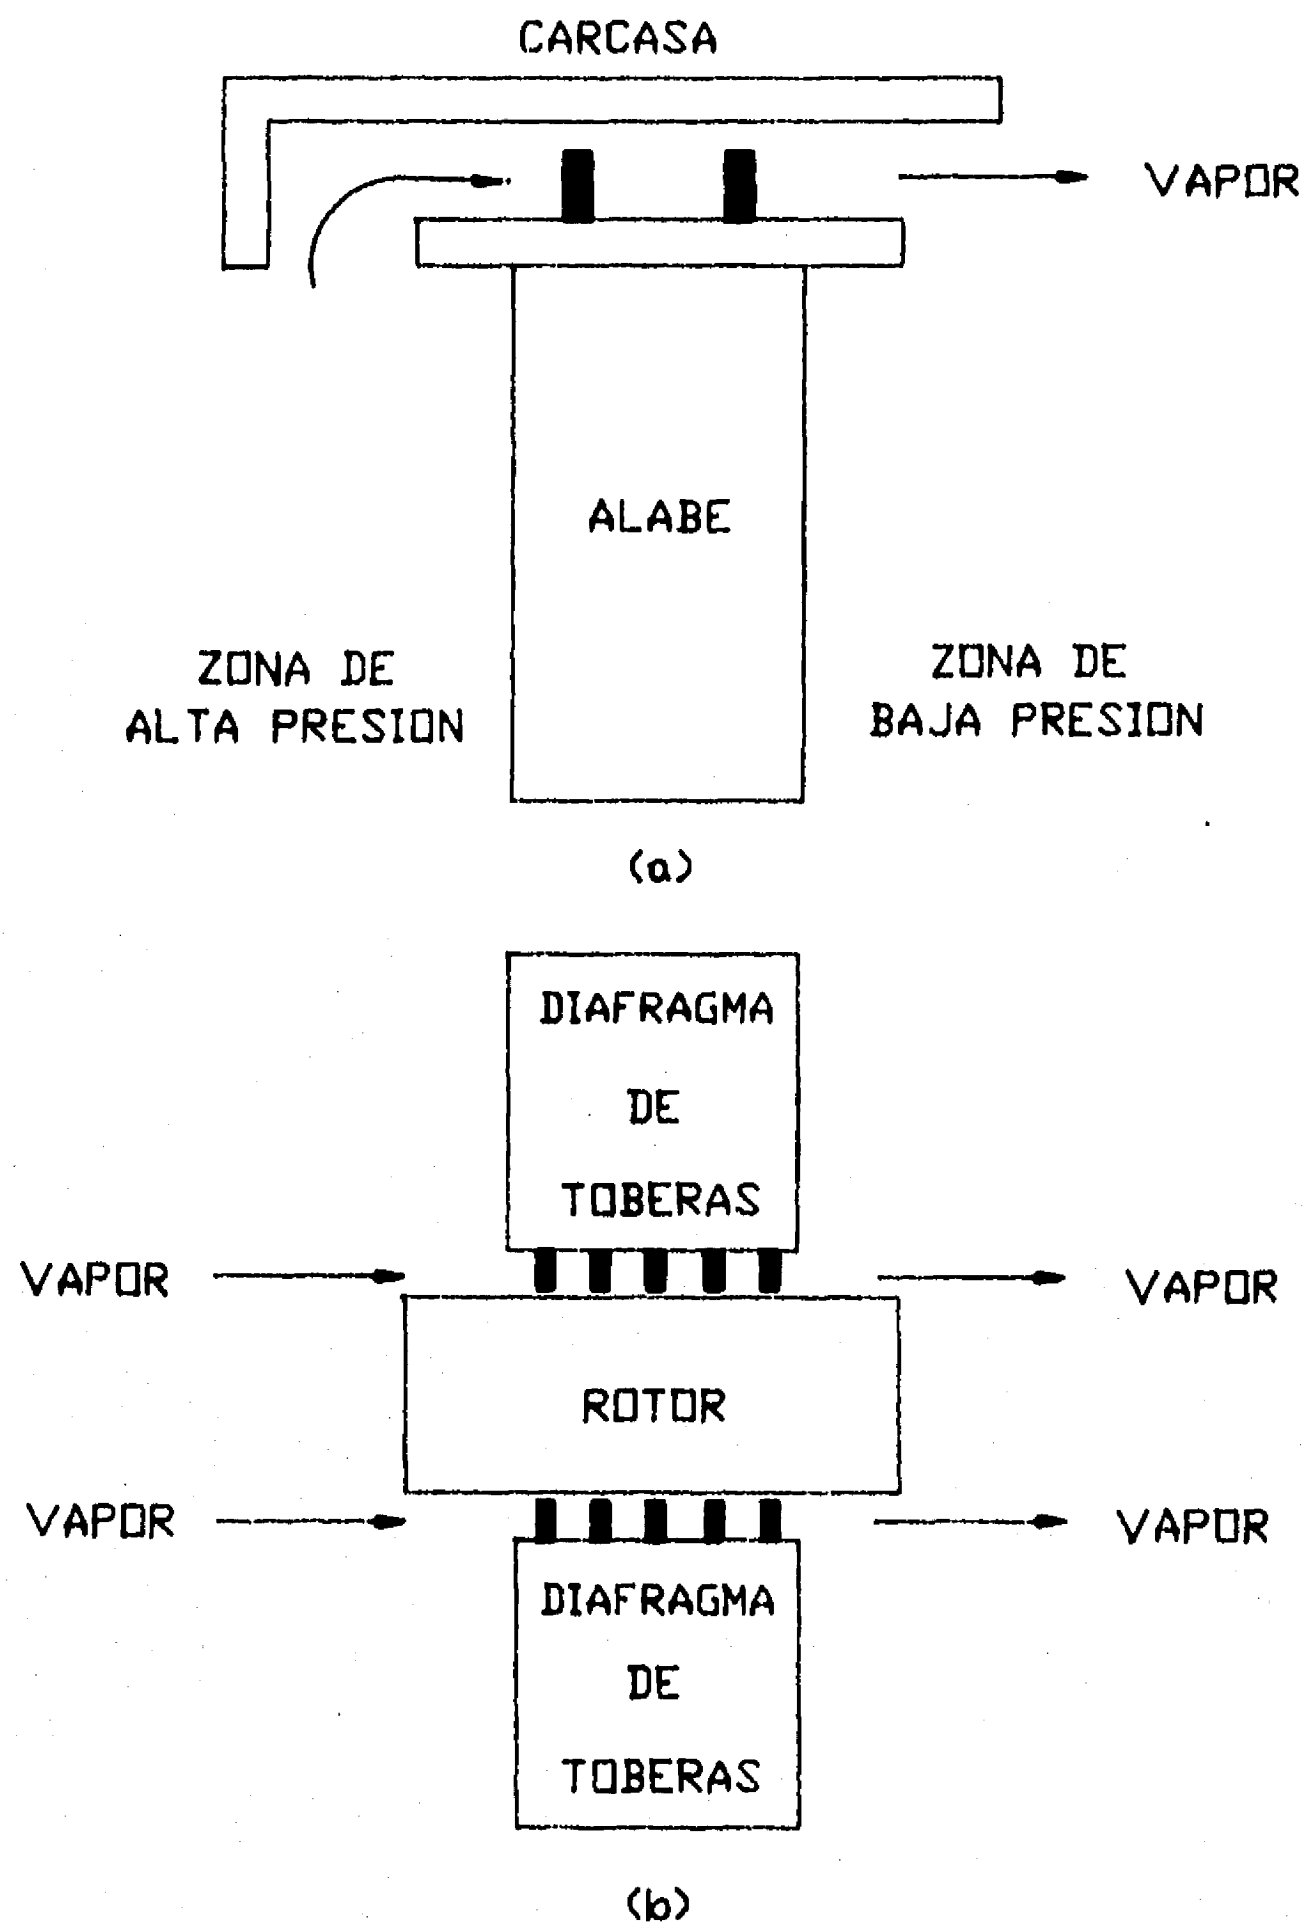 CARCASA
VAPOR
ALABE
ZONA DE
ALTA PRESION
ZONA DE
BAJA PRESION
(a)
DIAFRAGMA
DE
TOBERAS
VAPOR
VAPOR
ROTOR
VAPOR
VAPOR
DIAFRAGMA
DE
TOBERAS
(b)